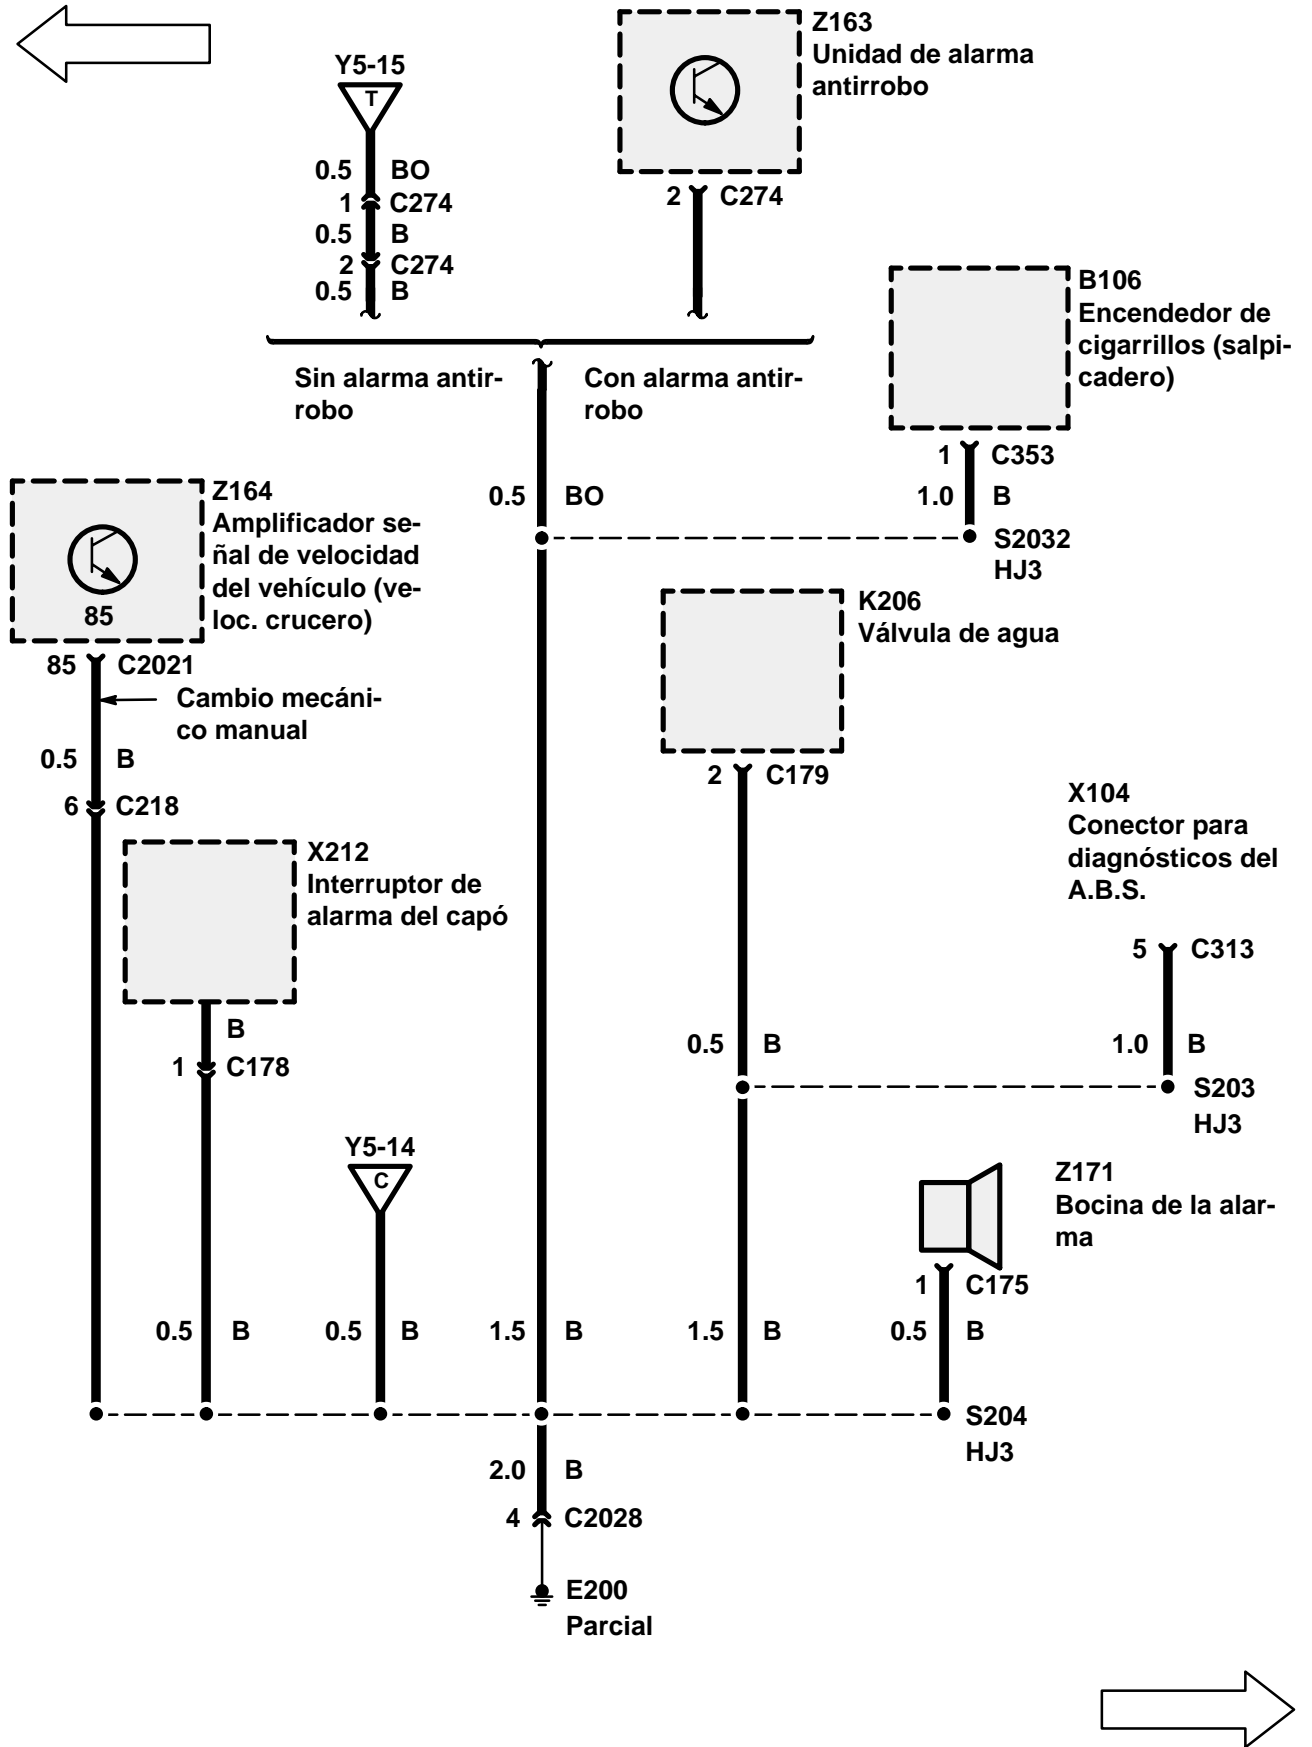 Z163
Unidad de alarma
antirrobo
Y5-15
T
0.5 BO
1 C274
0.5 B
2 C274
0.5 B
2 C274
B106
Encendedor de
cigarrillos (salpi-
cadero)
Sin alarma antir-
robo
Con alarma antir-
robo
1 C353
1.0 B
0.5 BO
S2032
HJ3
Z164
Amplificador se-
ñal de velocidad
del vehículo (ve-
loc. crucero)
85
85 C2021
Cambio mecáni-
co manual
0.5 B
6 C218
K206
Válvula de agua
2 C179
X104
Conector para
diagnósticos del
A.B.S.
X212
Interruptor de
alarma del capó
5 C313
B
1 C178
0.5 B
1.0 B
S203
HJ3
Y5-14
C
Z171
Bocina de la alar-
ma
1 C175
0.5 B
0.5 B
1.5 B
1.5 B
0.5 B
S204
HJ3
2.0 B
4 C2028
E200
Parcial